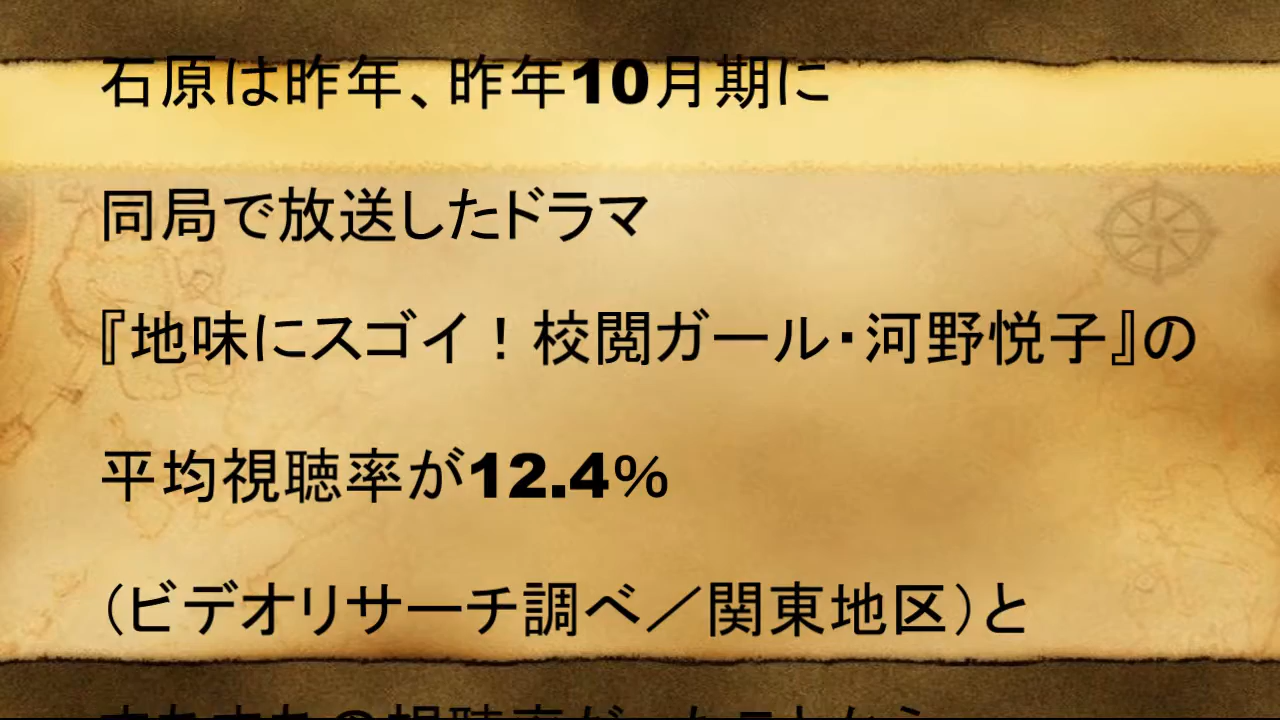 石原は昨年、昨年10月期に
同局で放送したドラマ
『地味にスゴイ！校閲ガール・河野悦子』の
平均視聴率が12.4％
（ビデオリサーチ調べ／関東地区）と